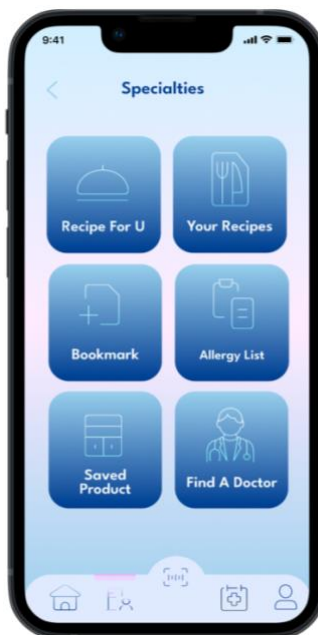 9:41
Specialties
Recipe For U
Your Recipes
Bookmark
Allergy List
Saved
Product
Find A Doctor